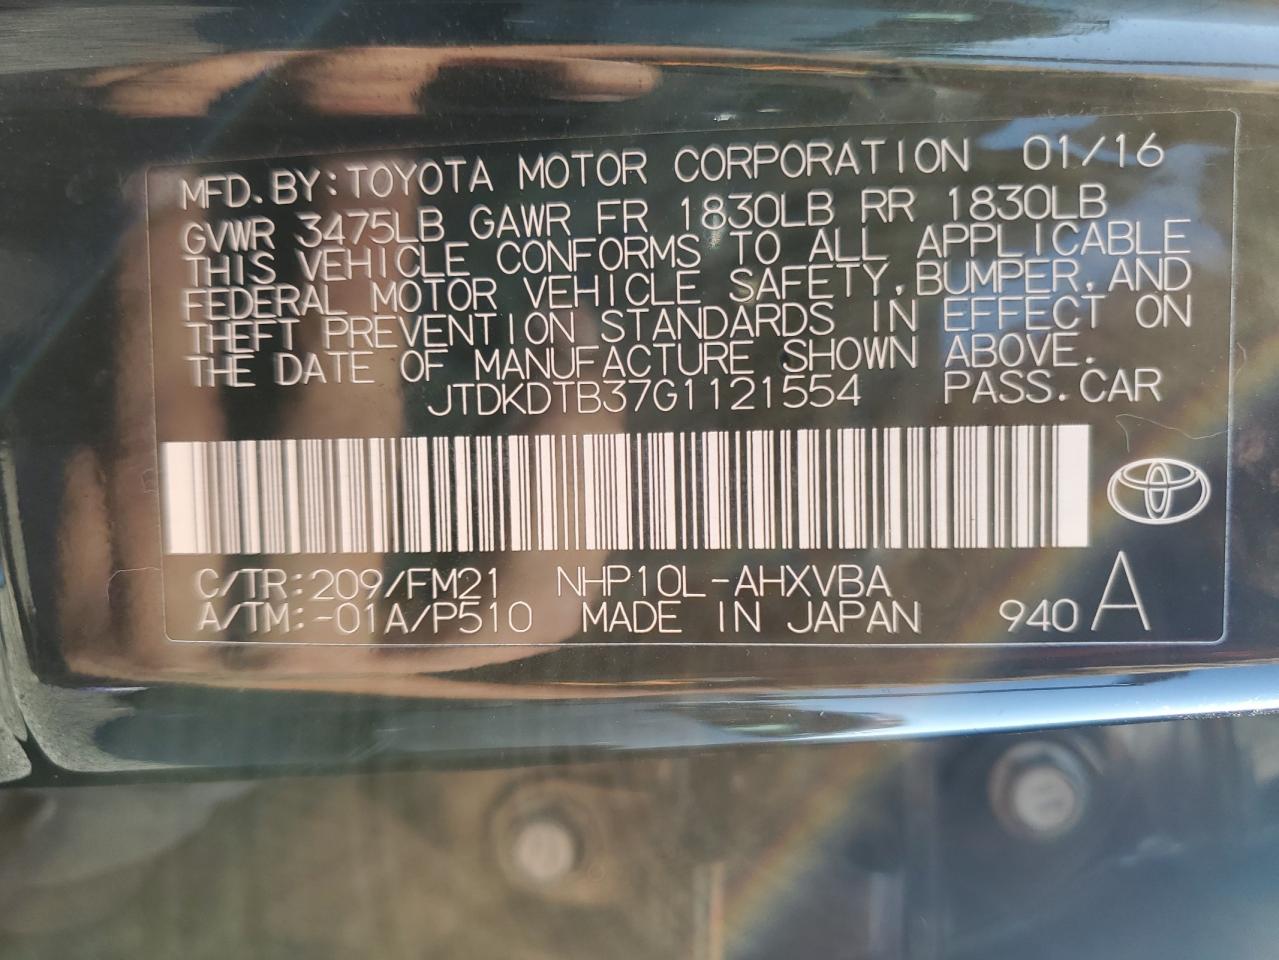 MFD. BY: TOYOTA MOTOR CORPORATION 01/16
GVWR 3475LB GAWR FR 1830LB RR 1830LB
THIS VEHICLE CONFORMS TO ALL APPLICABLE
FEDERAL MOTOR VEHICLE SAFETY, BUMPER, AND
THEFT PREVENTION STANDARDS IN EFFECT ON
THE DATE OF MANUFACTURE SHOWN ABOVE.
JTDKDTB37G1121554 PASS. CAR
C/TR: 209/FM21 NHP10L-AHXVBA
A/TM: -01A/P510 MADE IN JAPAN 940 A